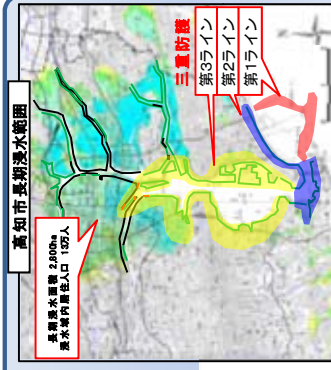 高知市長期浸水範囲
長期浸水面積 2,800ha
浸水域内居住人口 13万人
三重防護
第3ライン
第2ライン
第1ライン